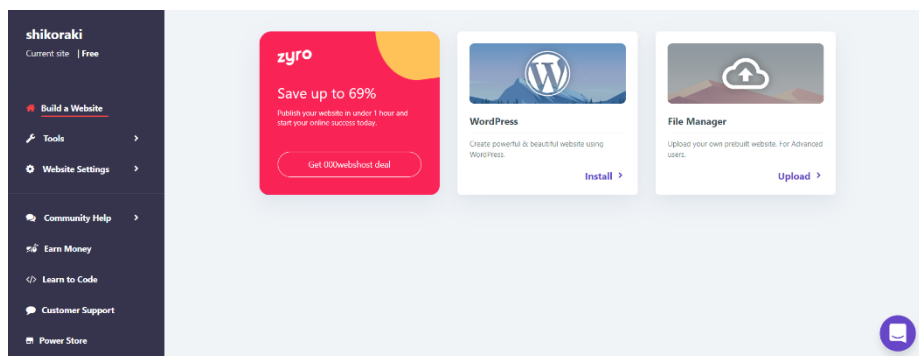 shikoraki
Current site | Free
Build a Website
Tools
Website Settings
Community Help
Earn Money
Learn to Code
Customer Support
Power Store
zyro
Save up to 69%
Publish your website in under 1 hour and
start your online success today.
Get 000webshost deal
WordPress
Create powerful & beautiful website using
WordPress.
Install
File Manager
Upload your own prebuilt website. For Advanced
users.
Upload